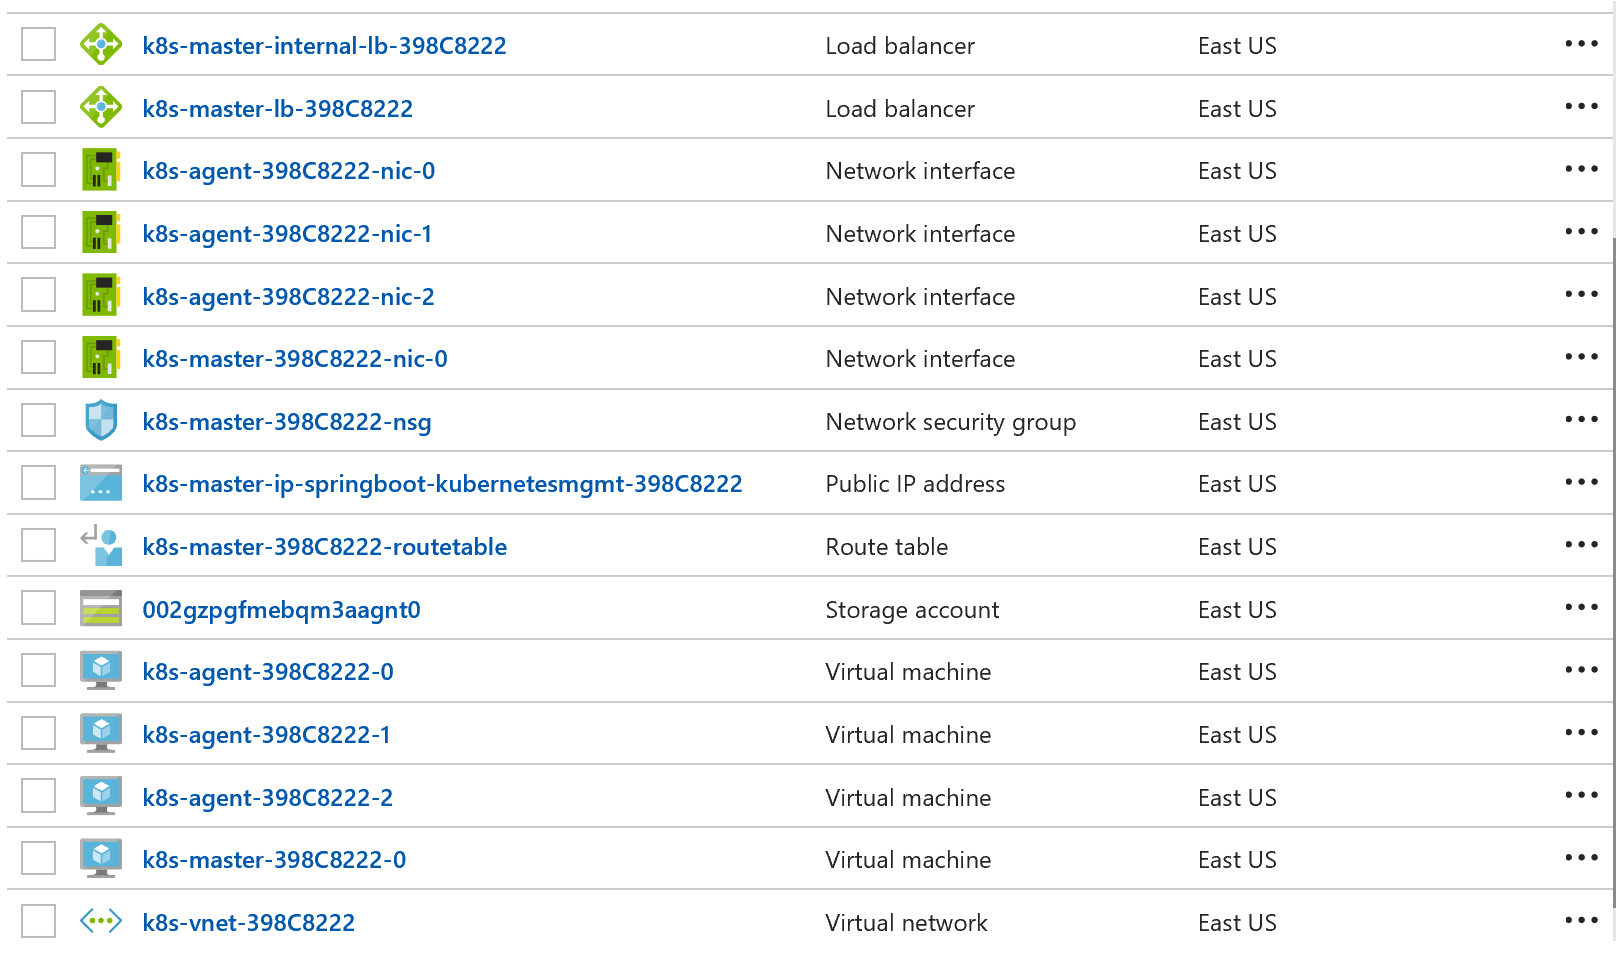 k8s-master-internal-lb-398C8222 Load balancer East US
k8s-master-lb-398C8222 Load balancer East US
k8s-agent-398C8222-nic-0 Network interface East US
k8s-agent-398C8222-nic-1 Network interface East US
k8s-agent-398C8222-nic-2 Network interface East US
k8s-master-398C8222-nic-0 Network interface East US
k8s-master-398C8222-nsg Network security group East US
k8s-master-ip-springboot-kubernetesmgmt-398C8222 Public IP address East US
k8s-master-398C8222-routetable Route table East US
002gzpgfmebqm3aagnt0 Storage account East US
k8s-agent-398C8222-0 Virtual machine East US
k8s-agent-398C8222-1 Virtual machine East US
k8s-agent-398C8222-2 Virtual machine East US
k8s-master-398C8222-0 Virtual machine East US
k8s-vnet-398C8222 Virtual network East US